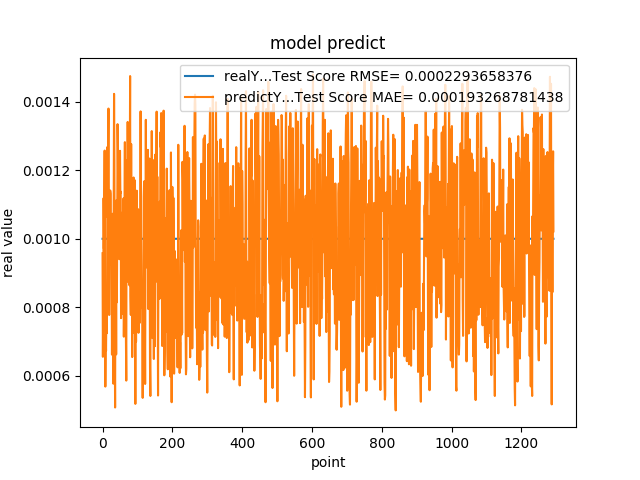 model predict
realY...Test Score RMSE= 0.0002293658376
predictY...Test Score MAE= 0.000193268781438
0.0014
0.0012
0.0010
0.0008
0.0006
real value
0 200 400 600 800 1000 1200
point